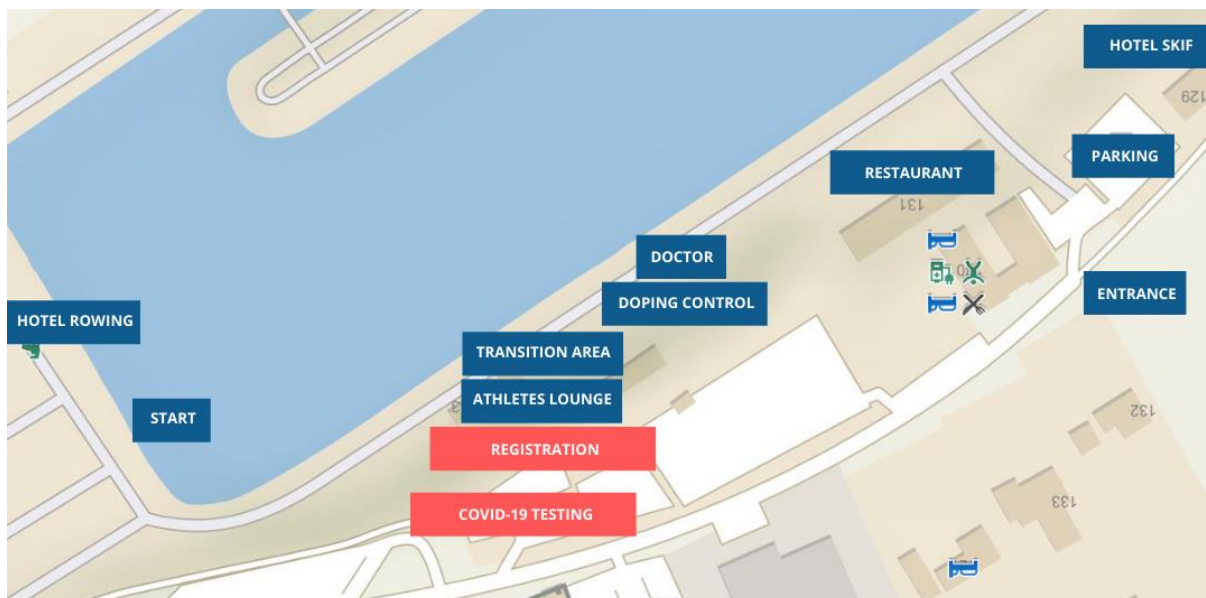 HOTEL SKIF
129
PARKING
RESTAURANT
131
DOCTOR
DOPING CONTROL
ENTRANCE
HOTEL ROWING
TRANSITION AREA
ATHLETES LOUNGE
START
132
REGISTRATION
133
COVID-19 TESTING